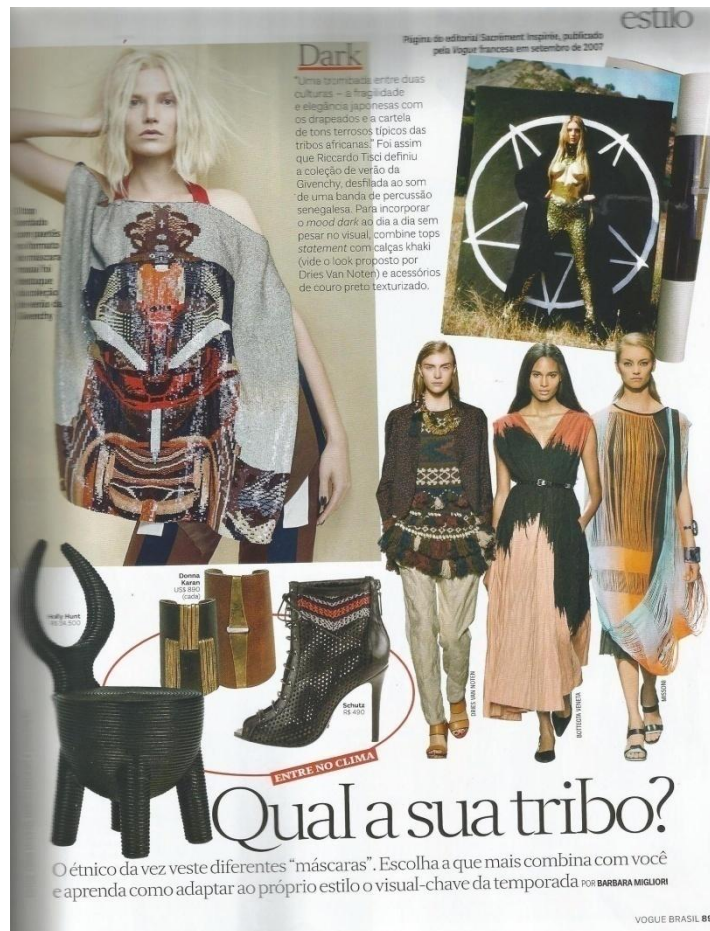 estilo
Página do editorial Sacrément Inspirée, publicado
pela Vogue francesa em setembro de 2007
Dark
"Uma trombada entre duas
culturas – a fragilidade
e elegância japonesas com
os drapeados e a cartela
de tons terrosos típicos das
tribos africanas." Foi assim
que Riccardo Tisci definiu
a coleção de verão da
Givenchy, desfilada ao som
de uma banda de percussão
senegalesa. Para incorporar
o mood dark ao dia a dia sem
pesar no visual, combine tops
statement com calças khaki
(vide o look proposto por
Dries Van Noten) e acessórios
de couro preto texturizado.
Holly Hunt
Donna
Karan
US$ 890
(cada)
Schutz
R$ 490
DRIES VAN NOTEN
BOTTEGA VENETA
MISSONI
ENTRE NO CLIMA
Qual a sua tribo?
O étnico da vez veste diferentes "máscaras". Escolha a que mais combina com você
e aprenda como adaptar ao próprio estilo o visual-chave da temporada POR BARBARA MIGLIORI
VOGUE BRASIL 89